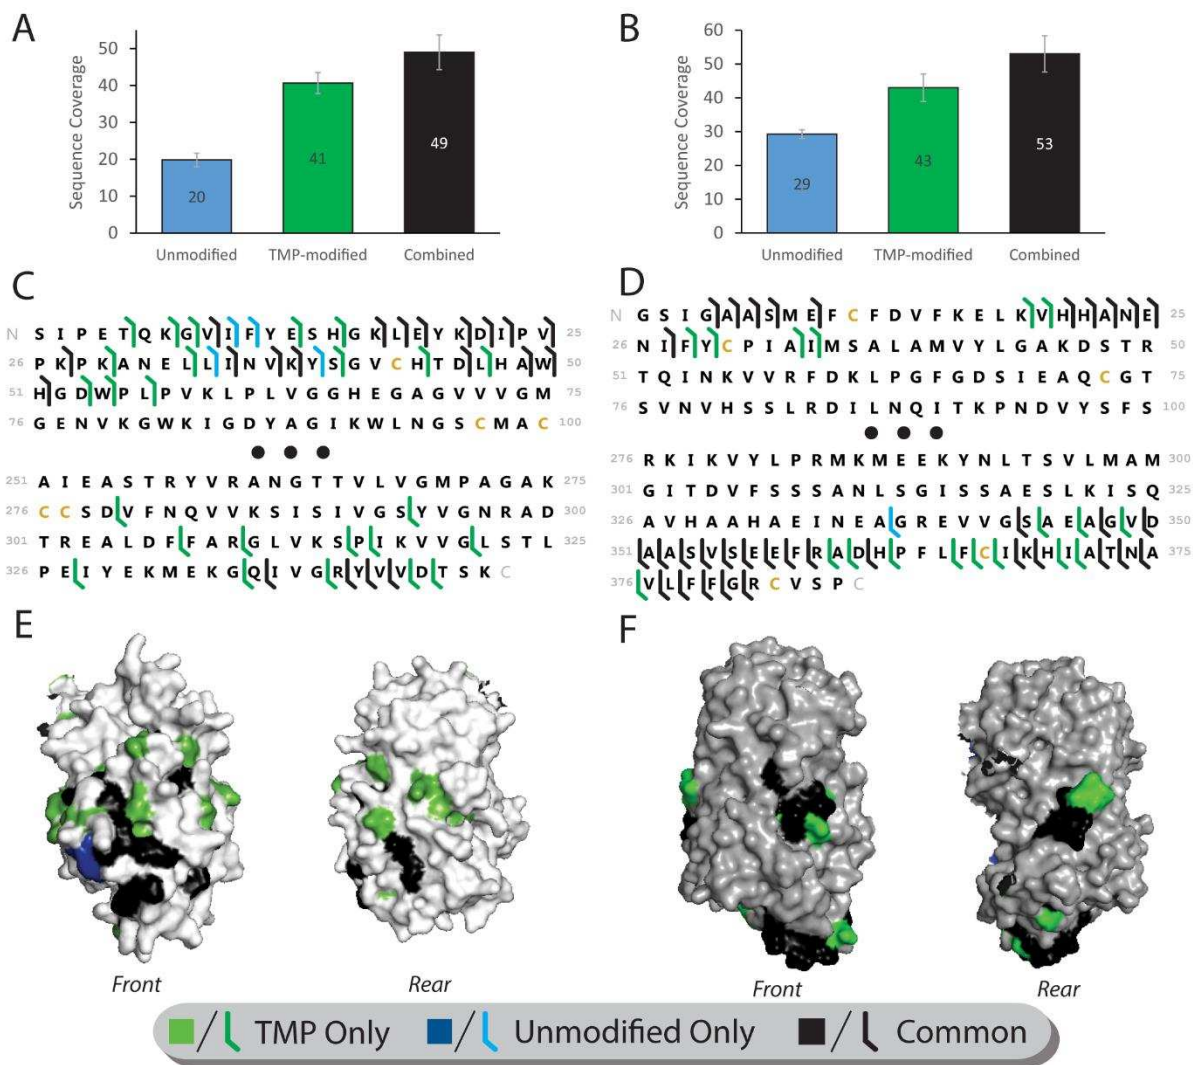 A
50
40
30
20
10
0
Sequence Coverage
20
41
49
Unmodified
TMP-modified
Combined
B
60
50
40
30
20
10
0
Sequence Coverage
29
43
53
Unmodified
TMP-modified
Combined
C
N S I P E T Q K G V I F Y E S H G K L E Y K D I P V 25
26 P K P K A N E L L I N V K Y S G V C H T D L H A W 50
51 H G D W P L P V K L P L V G G H E G A G V V V G M 75
76 G E N V K G W K I G D Y A G I K W L N G S C M A C 100
251 A I E A S T R Y V R A N G T T V L V G M P A G A K 275
276 C C S D V F N Q V V K S I S I V G S Y V G N R A D 300
301 T R E A L D F F A R G L V K S P I K V V G L S T L 325
326 P E I Y E K M E K G Q I V G R Y V V D T S K C
D
N G S I G A A S M E F C F D V F K E L K V H H A N E 25
26 N I F Y C P I A I M S A L A M V Y L G A K D S T R 50
51 T Q I N K V V R F D K L P G F G D S I E A Q C G T 75
76 S V N V H S S L R D I L N Q I T K P N D V Y S F S 100
276 R K I K V Y L P R M K M E E K Y N L T S V L M A M 300
301 G I T D V F S S S A N L S G I S S A E S L K I S Q 325
326 A V H A A H A E I N E A G R E V V G S A E A G V D 350
351 A A S V S E E F R A D H P F L F C I K H I A T N A 375
376 V L F F G R C V S P C
E
Front
Rear
F
Front
Rear
/ TMP Only / Unmodified Only / Common